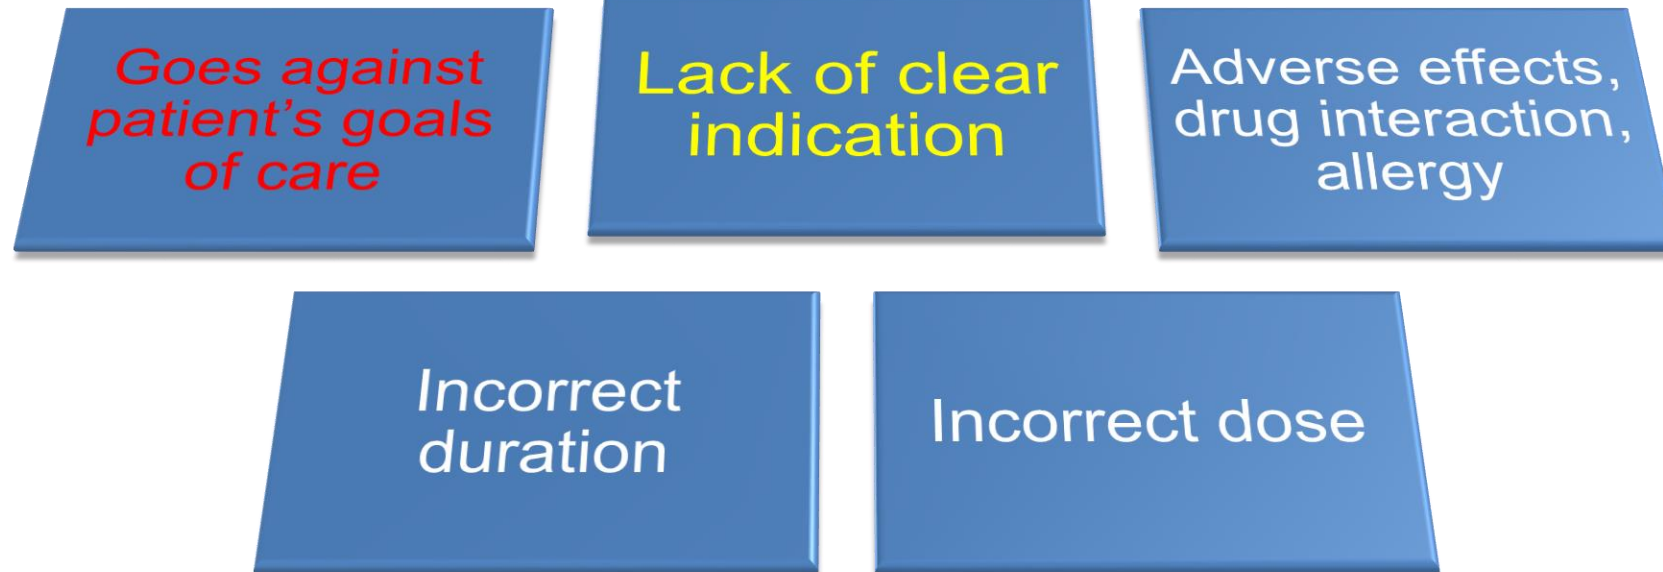 Goes against
patient’s goals
of care
Lack of clear
indication
Adverse effects,
drug interaction,
allergy
Incorrect
duration
Incorrect dose